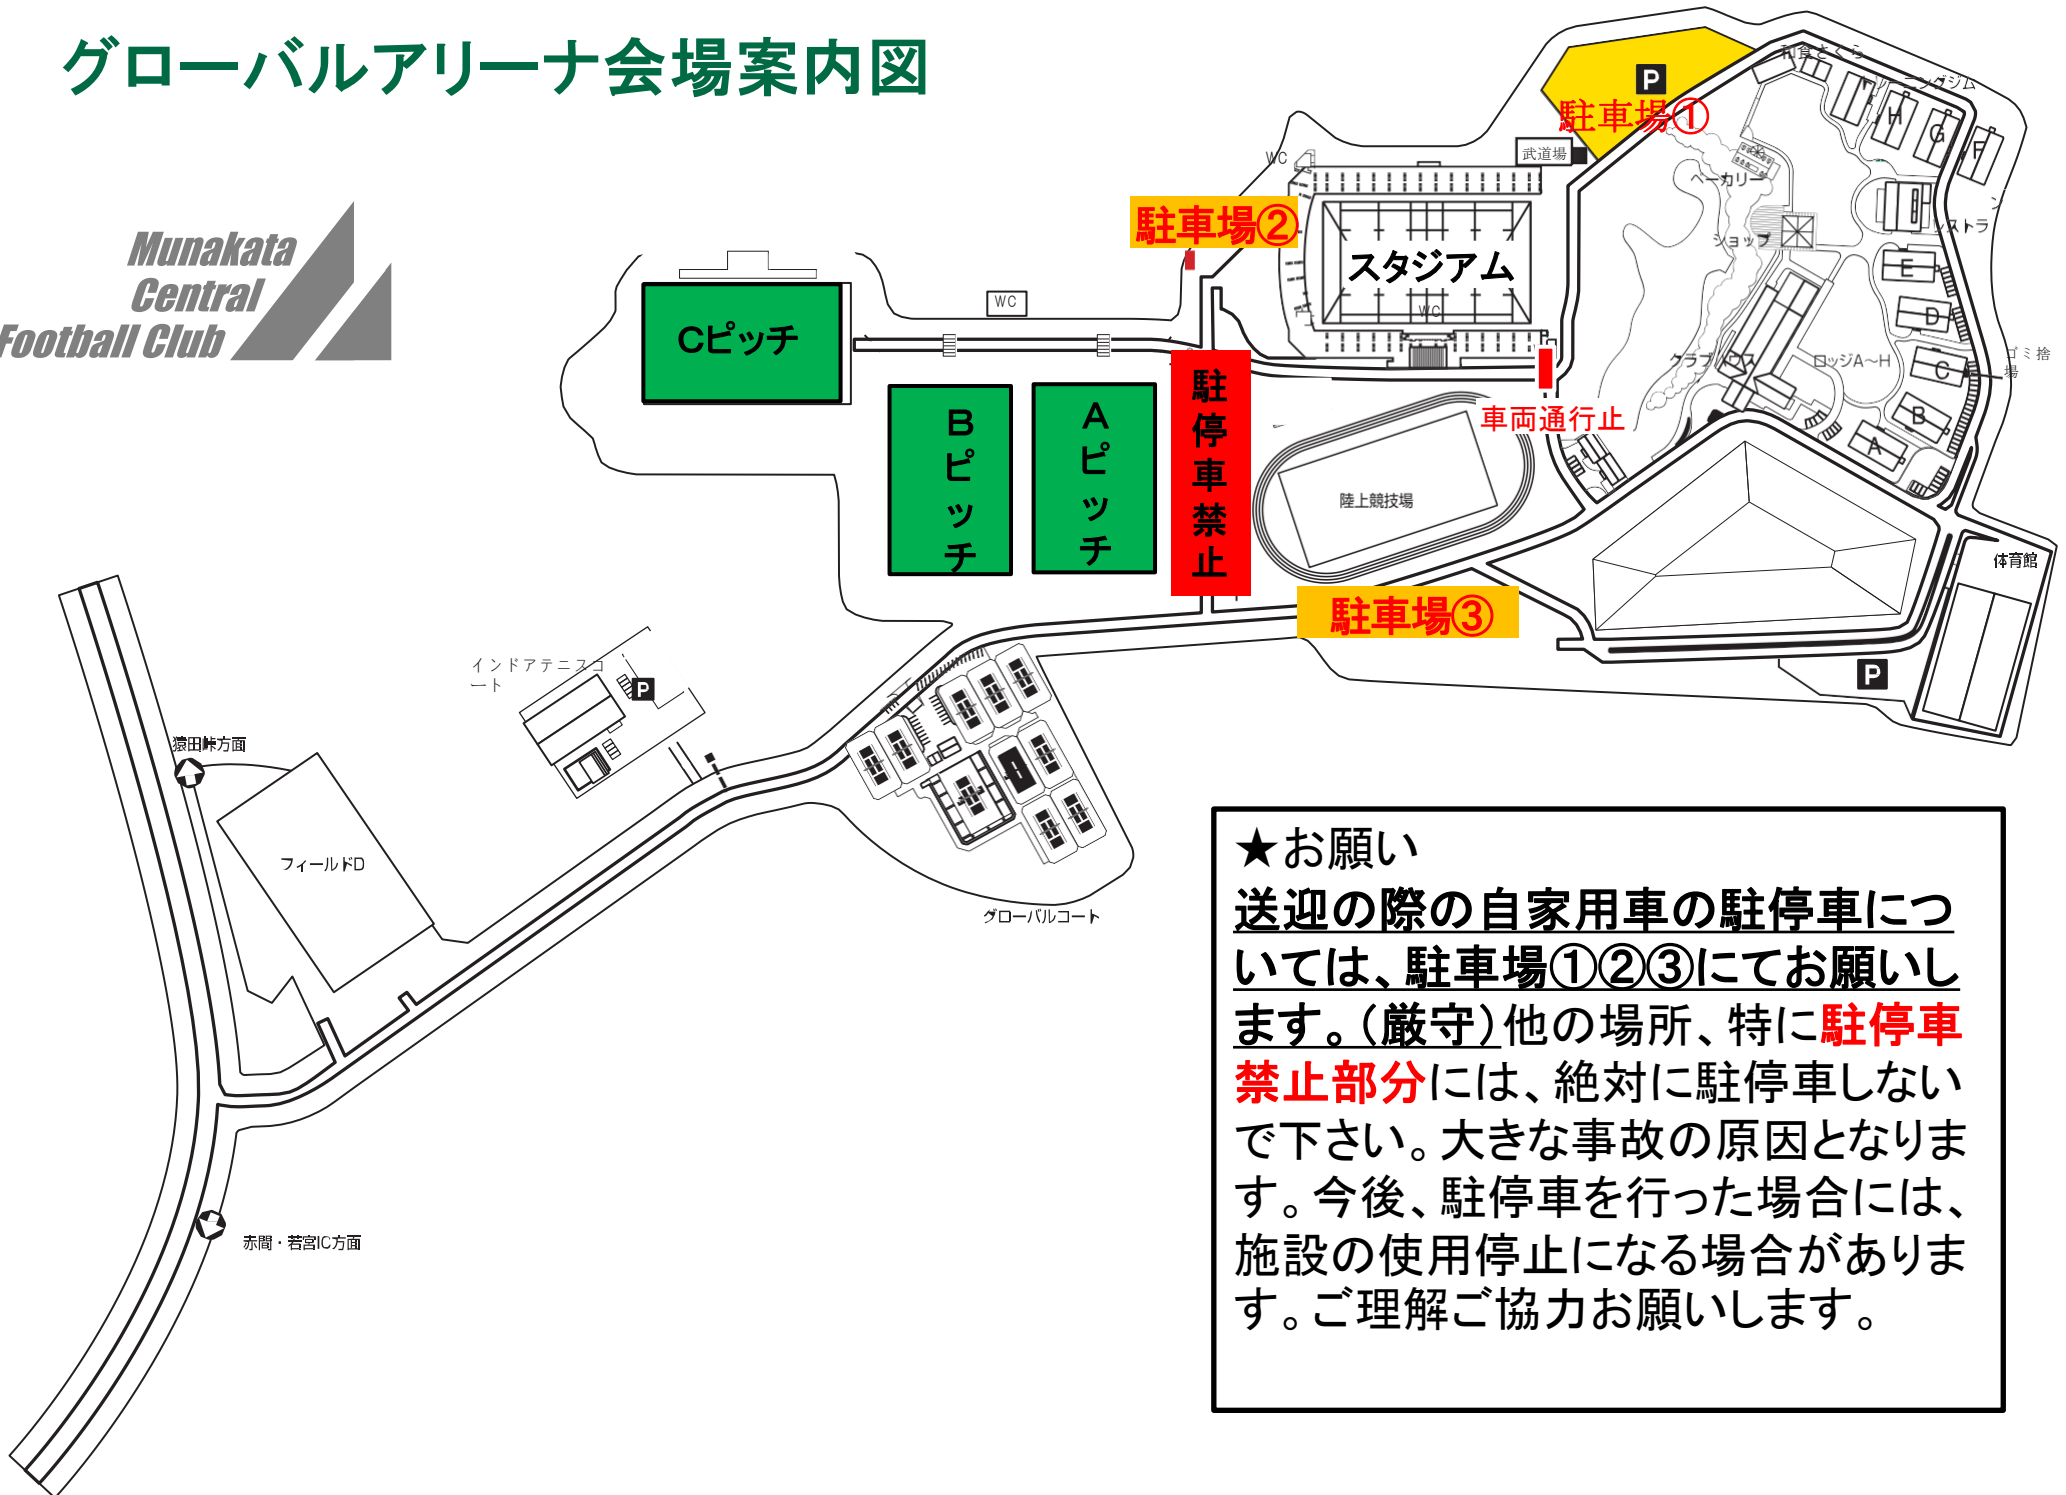 グローバルアリーナ会場案内図
Munakata
Central
Football Club
P
駐車場①
和食さくら
トレーニングジム
H
G
F
武道場
WC
ベーカリー
レストラン
ショップ
駐車場②
スタジアム
WC
WC
Cピッチ
Bピッチ
Aピッチ
駐停車禁止
車両通行止
クラブハウス
ロッジA～H
E
D
C
B
A
ゴミ捨
場
陸上競技場
体育館
駐車場③
P
インドアテニスコ
ート
P
猿田峠方面
フィールドD
グローバルコート
赤間・若宮IC方面
★お願い
送迎の際の自家用車の駐停車につ
いては、駐車場①②③にてお願いし
ます。(厳守)他の場所、特に駐停車
禁止部分には、絶対に駐停車しない
で下さい。大きな事故の原因となりま
す。今後、駐停車を行った場合には、
施設の使用停止になる場合がありま
す。ご理解ご協力お願いします。